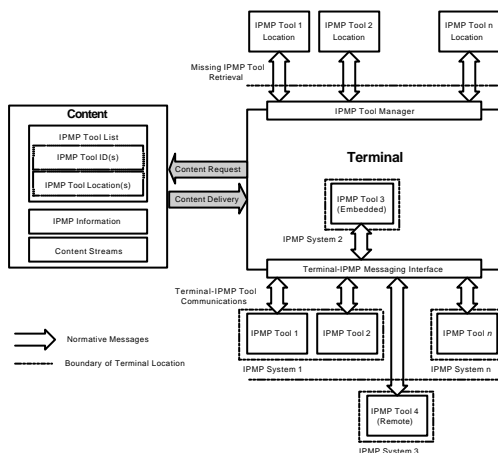 IPMP Tool 1
Location
IPMP Tool 2
Location
IPMP Tool n
Location
Missing IPMP Tool
Retrieval
IPMP Tool Manager
Content
IPMP Tool List
IPMP Tool ID(s)
IPMP Tool Location(s)
IPMP Information
Content Streams
Content Request
Content Delivery
Terminal
IPMP Tool 3
(Embedded)
IPMP System 2
Terminal-IPMP Messaging Interface
Terminal-IPMP Tool
Communications
IPMP Tool 1
IPMP Tool 2
IPMP Tool n
IPMP System 1
IPMP System n
Normative Messages
Boundary of Terminal Location
IPMP Tool 4
(Remote)
IPMP System 3